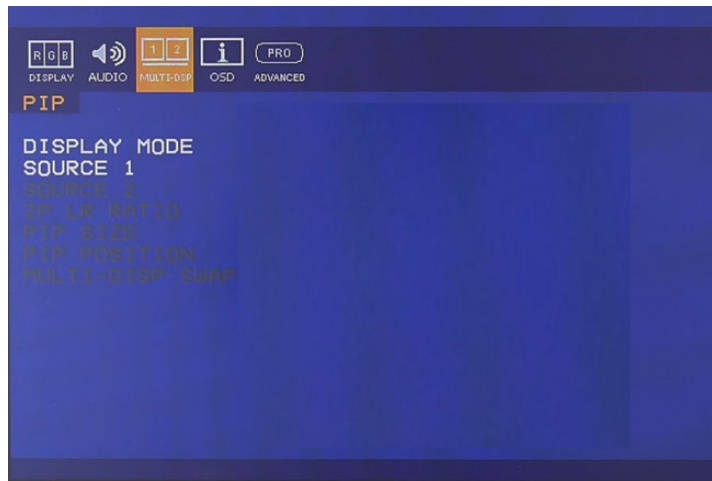 R G B
1 2
i
PRO
DISPLAY
AUDIO
MULTI-DSP
OSD
ADVANCED
PIP
DISPLAY MODE
SOURCE 1
SOURCE 2
2P LR RATIO
PIP SIZE
PIP POSITION
MULTI-DISP SWAP